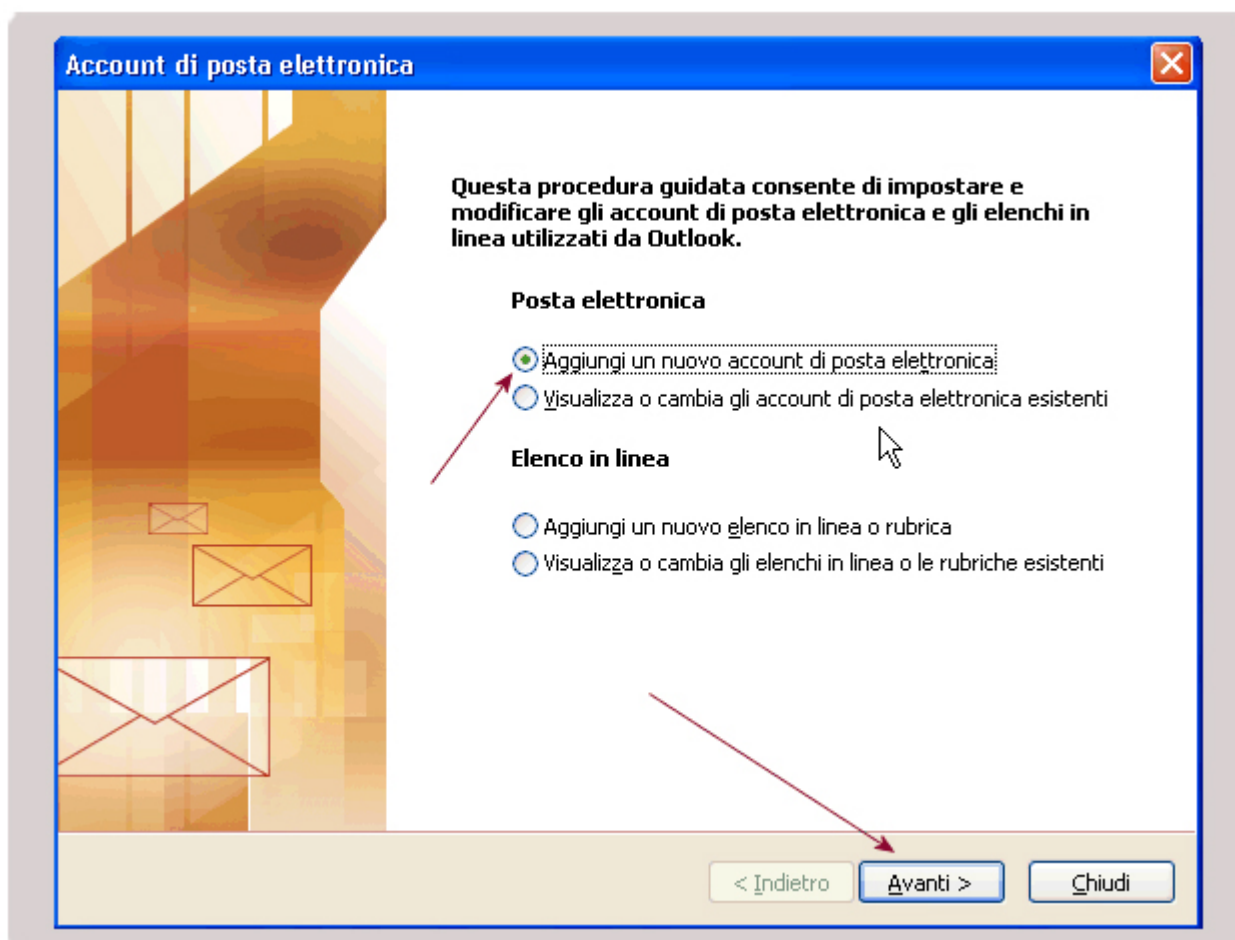 Account di posta elettronica
Questa procedura guidata consente di impostare e
modificare gli account di posta elettronica e gli elenchi in
linea utilizzati da Outlook.
Posta elettronica
Aggiungi un nuovo account di posta elettronica
Visualizza o cambia gli account di posta elettronica esistenti
Elenco in linea
Aggiungi un nuovo elenco in linea o rubrica
Visualizza o cambia gli elenchi in linea o le rubriche esistenti
< Indietro
Avanti >
Chiudi